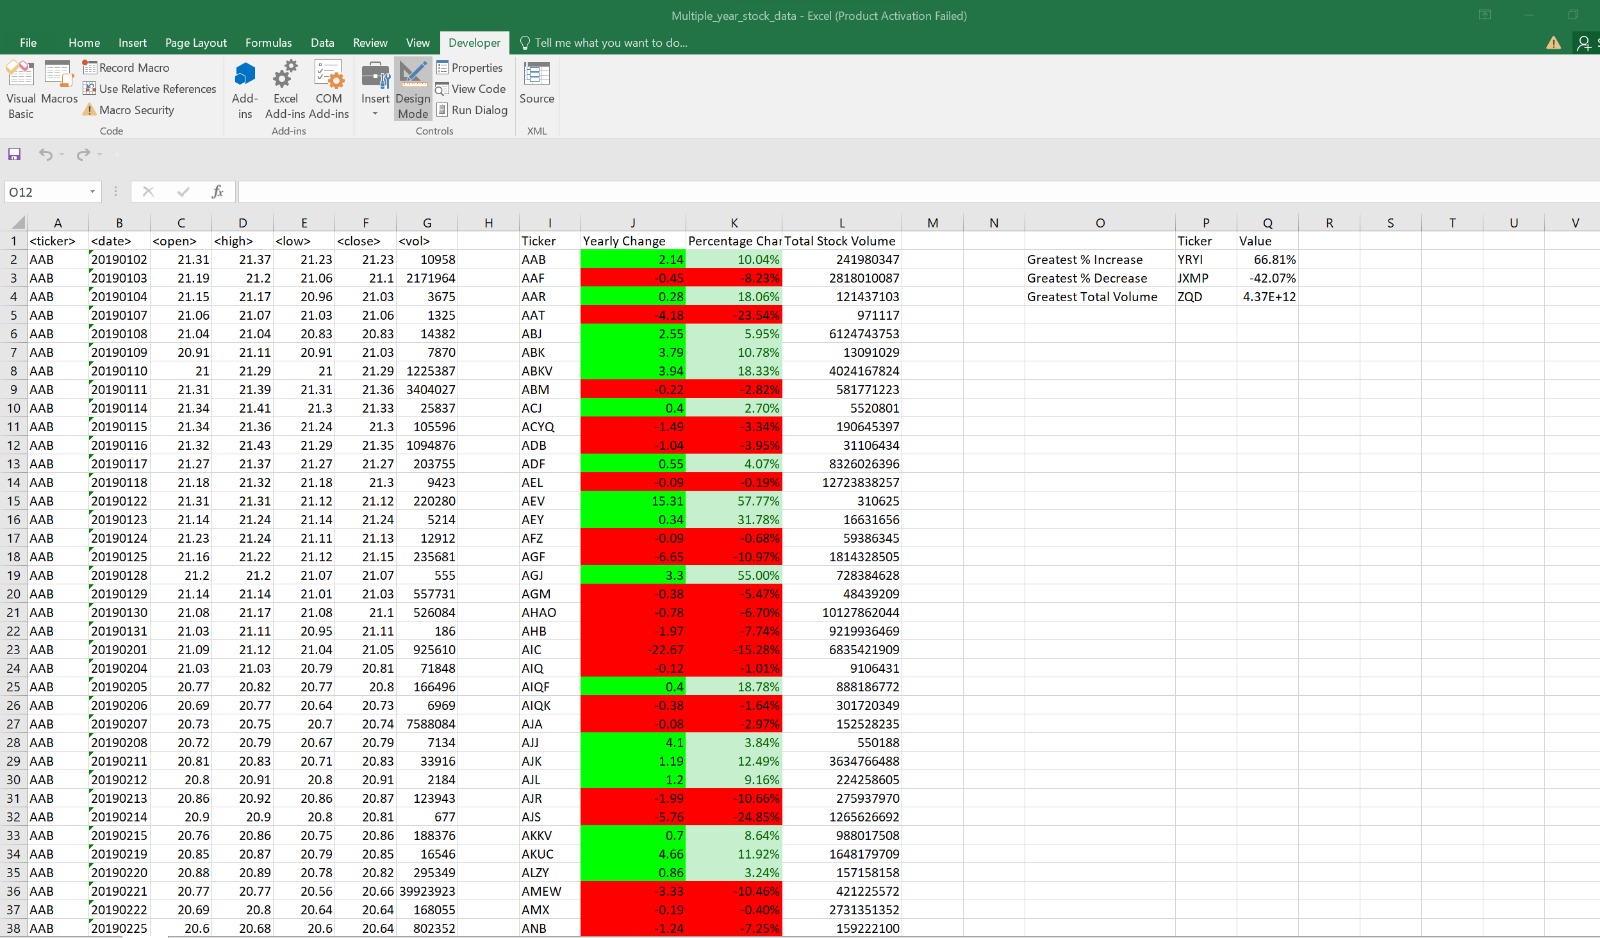 Multiple_year_stock_data - Excel (Product Activation Failed)
File Home Insert Page Layout Formulas Data Review View Developer Tell me what you want to do...
Visual Basic Macros Record Macro Use Relative References Macro Security Add-ins Excel Add-ins COM Add-ins Insert Design Mode Properties View Code Run Dialog Source
Code Add-ins Controls XML
O12 fx
A B C D E F G H I J K L M N O P Q R S T U V
1 <ticker> <date> <open> <high> <low> <close> <vol> Ticker Yearly Change Percentage Char Total Stock Volume Ticker Value
2 AAB 20190102 21.31 21.37 21.23 21.23 10958 AAB 2.14 10.04% 241980347 Greatest % Increase YRYI 66.81%
3 AAB 20190103 21.19 21.2 21.06 21.1 2171964 AAF -0.45 -8.23% 2818010087 Greatest % Decrease JXMP -42.07%
4 AAB 20190104 21.15 21.17 20.96 21.03 3675 AAR 0.28 18.06% 121437103 Greatest Total Volume ZQD 4.37E+12
5 AAB 20190107 21.06 21.07 21.03 21.06 1325 AAT -4.18 -23.54% 971117
6 AAB 20190108 21.04 21.04 20.83 20.83 14382 ABJ 2.55 5.95% 6124743753
7 AAB 20190109 20.91 21.11 20.91 21.03 7870 ABK 3.79 10.78% 13091029
8 AAB 20190110 21 21.29 21 21.29 1225387 ABKV 3.94 18.33% 4024167824
9 AAB 20190111 21.31 21.39 21.31 21.36 3404027 ABM -0.22 -2.82% 581771223
10 AAB 20190114 21.34 21.41 21.3 21.33 25837 ACJ 0.4 2.70% 5520801
11 AAB 20190115 21.34 21.36 21.24 21.3 105596 ACYQ -1.49 -3.34% 190645397
12 AAB 20190116 21.32 21.43 21.29 21.35 1094876 ADB -1.04 -3.95% 31106434
13 AAB 20190117 21.27 21.37 21.27 21.27 203755 ADF 0.55 4.07% 8326026396
14 AAB 20190118 21.18 21.32 21.18 21.3 9423 AEL -0.09 -0.19% 12723838257
15 AAB 20190122 21.31 21.31 21.12 21.12 220280 AEV 15.31 57.77% 310625
16 AAB 20190123 21.14 21.24 21.14 21.24 5214 AEY 0.34 31.78% 16631656
17 AAB 20190124 21.23 21.24 21.11 21.13 12912 AFZ -0.09 -0.68% 59386345
18 AAB 20190125 21.16 21.22 21.12 21.15 235681 AGF -6.65 -10.97% 1814328505
19 AAB 20190128 21.2 21.2 21.07 21.07 555 AGJ 3.3 55.00% 728384628
20 AAB 20190129 21.14 21.14 21.01 21.03 557731 AGM -0.38 -5.47% 48439209
21 AAB 20190130 21.08 21.17 21.08 21.1 526084 AHAO -0.78 -6.70% 10127862044
22 AAB 20190131 21.03 21.11 20.95 21.11 186 AHB -1.97 -7.74% 9219936469
23 AAB 20190201 21.09 21.12 21.04 21.05 925610 AIC -22.67 -15.28% 6835421909
24 AAB 20190204 21.03 21.03 20.79 20.81 71848 AIQ -0.12 -1.01% 9106431
25 AAB 20190205 20.77 20.82 20.77 20.8 166496 AIQF 0.4 18.78% 888186772
26 AAB 20190206 20.69 20.77 20.64 20.73 6969 AIQK -0.38 -1.64% 301720349
27 AAB 20190207 20.73 20.75 20.7 20.74 7588084 AJA -0.08 -2.97% 152528235
28 AAB 20190208 20.72 20.79 20.67 20.79 7134 AJJ 4.1 3.84% 550188
29 AAB 20190211 20.81 20.83 20.71 20.83 33916 AJK 1.19 12.49% 3634766488
30 AAB 20190212 20.8 20.91 20.8 20.91 2184 AJL 1.2 9.16% 224258605
31 AAB 20190213 20.86 20.92 20.86 20.87 123943 AJR -1.99 -10.66% 275937970
32 AAB 20190214 20.9 20.9 20.8 20.81 677 AJS -5.76 -24.85% 1265626692
33 AAB 20190215 20.76 20.86 20.75 20.86 188376 AKKV 0.7 8.64% 988017508
34 AAB 20190219 20.85 20.87 20.79 20.85 16546 AKUC 4.66 11.92% 1648179709
35 AAB 20190220 20.88 20.89 20.78 20.82 295349 ALZY 0.86 3.24% 157158158
36 AAB 20190221 20.77 20.77 20.56 20.66 39923923 AMEW -3.33 -10.46% 421225572
37 AAB 20190222 20.69 20.8 20.64 20.64 168055 AMX -0.19 -0.40% 2731351352
38 AAB 20190225 20.6 20.68 20.6 20.64 802352 ANB -1.24 -7.25% 159222100